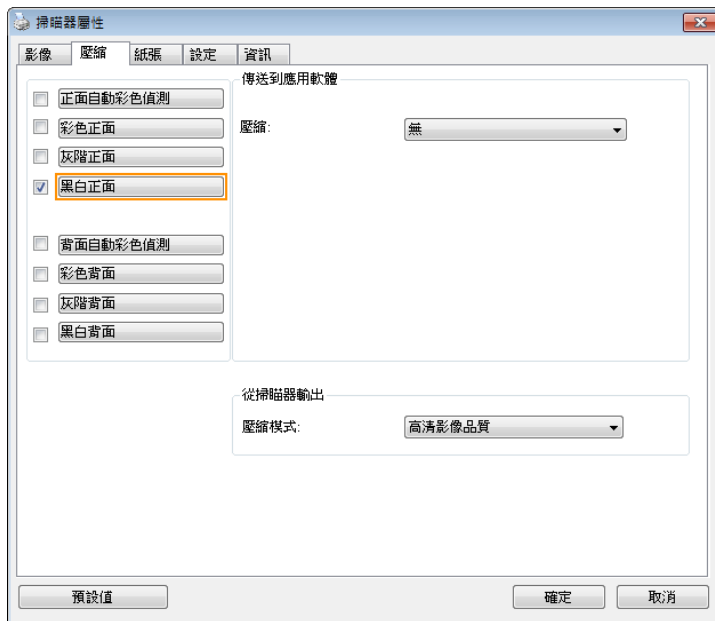 掃瞄器屬性
影像 壓縮 紙張 設定 資訊
傳送到應用軟體
正面自動彩色偵測
彩色正面
壓縮: 無
灰階正面
黑白正面
背面自動彩色偵測
彩色背面
灰階背面
黑白背面
從掃瞄器輸出
壓縮模式: 高清影像品質
預設值 確定 取消